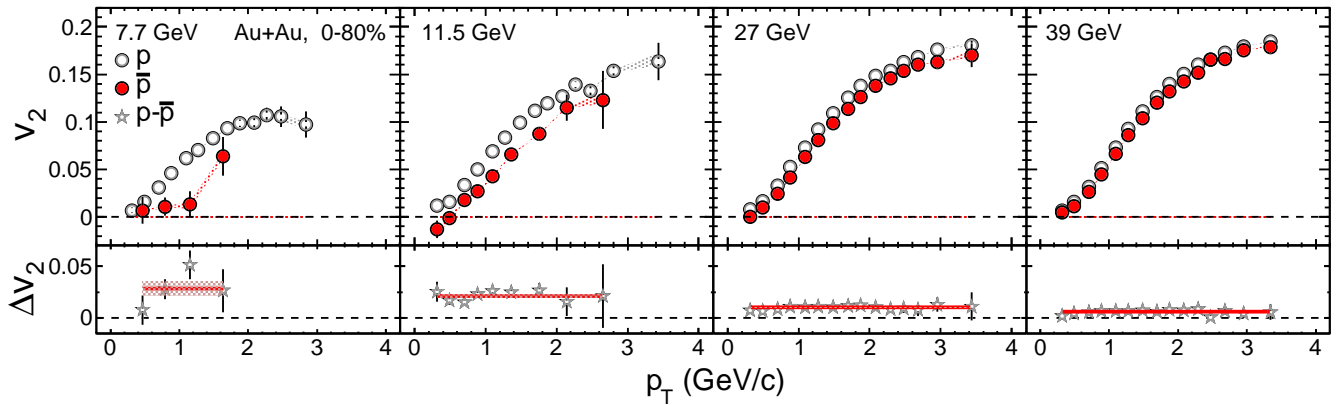 7.7 GeV Au+Au, 0-80%
11.5 GeV
27 GeV
39 GeV
p
p̅
p-p̅
v₂
0.2
0.15
0.1
0.05
0
Δv₂
0.05
0
0 1 2 3 4
0 1 2 3 4
0 1 2 3 4
0 1 2 3 4
p_T (GeV/c)